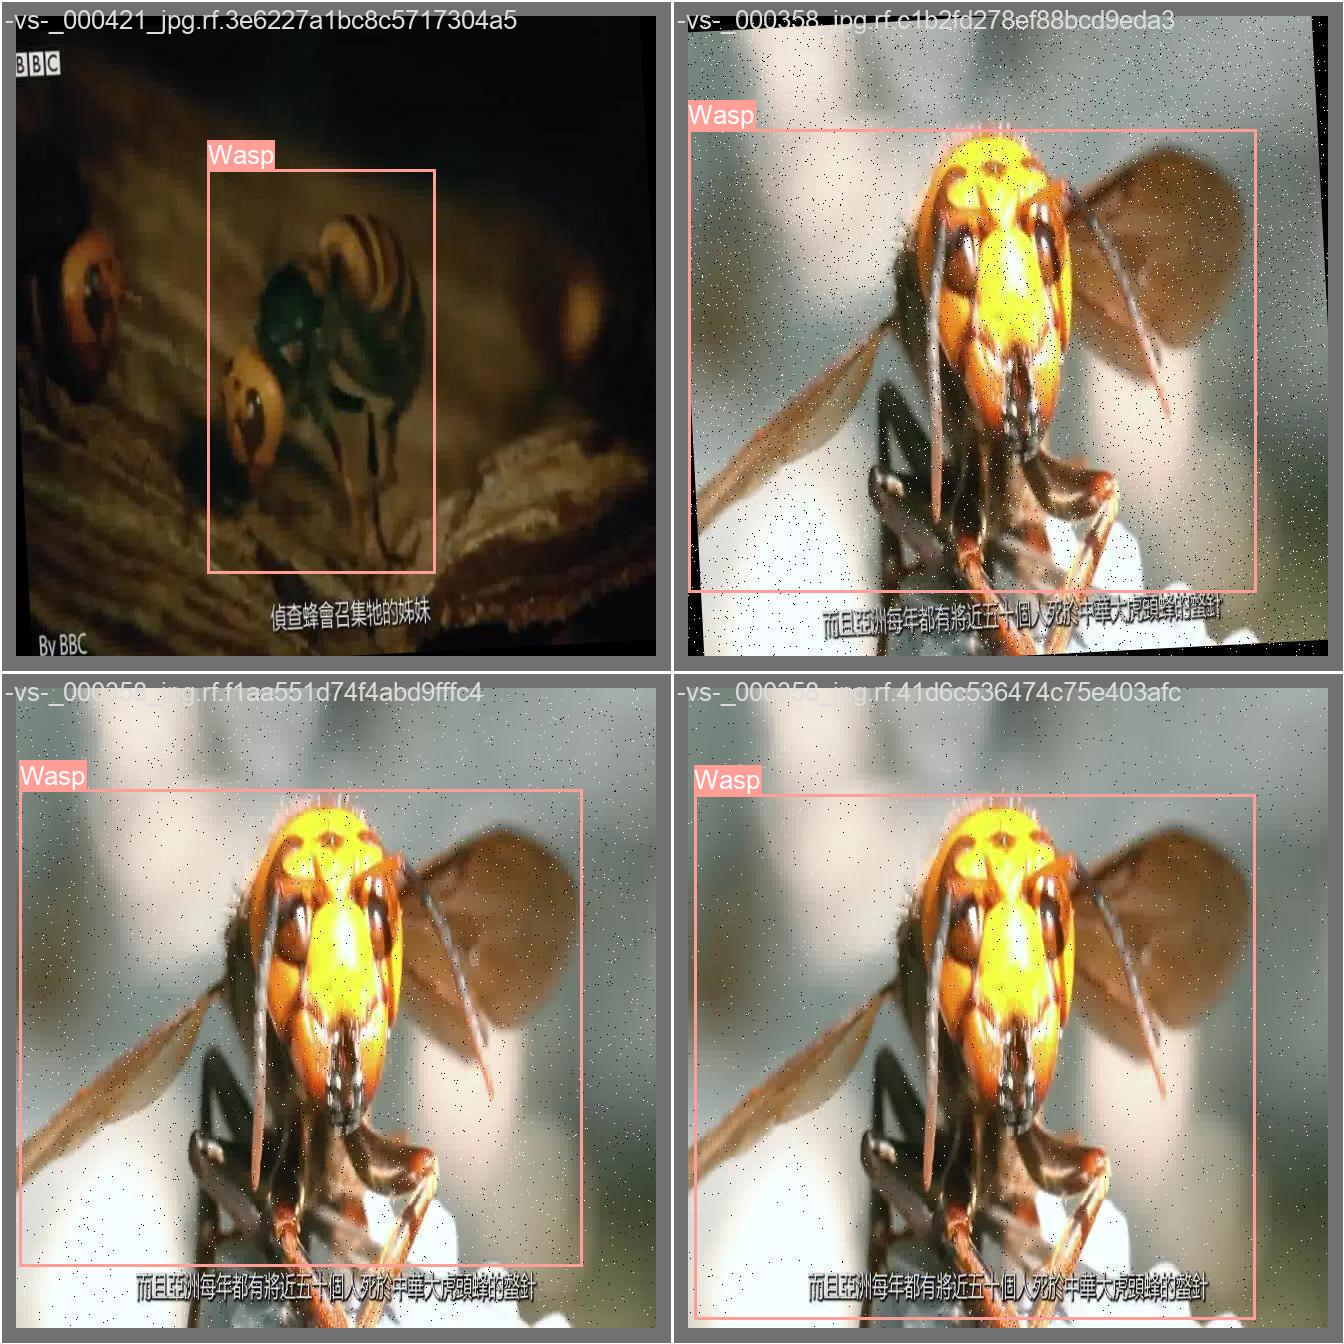 -vs-_000421_jpg.rf.3e6227a1bc8c5717304a5
BBC
Wasp
偵查蜂會召集牠的姊妹
By BBC
-vs-_000358_jpg.rf.c1b2fd278ef88bcd9eda3
Wasp
而且亞洲每年都有將近五十個人死於中華大虎頭蜂的螫針
-vs-_000358_jpg.rf.f1aa551d74f4abd9fffc4
Wasp
而且亞洲每年都有將近五十個人死於中華大虎頭蜂的螫針
-vs-_000358_jpg.rf.41d6c536474c75e403afc
Wasp
而且亞洲每年都有將近五十個人死於中華大虎頭蜂的螫針